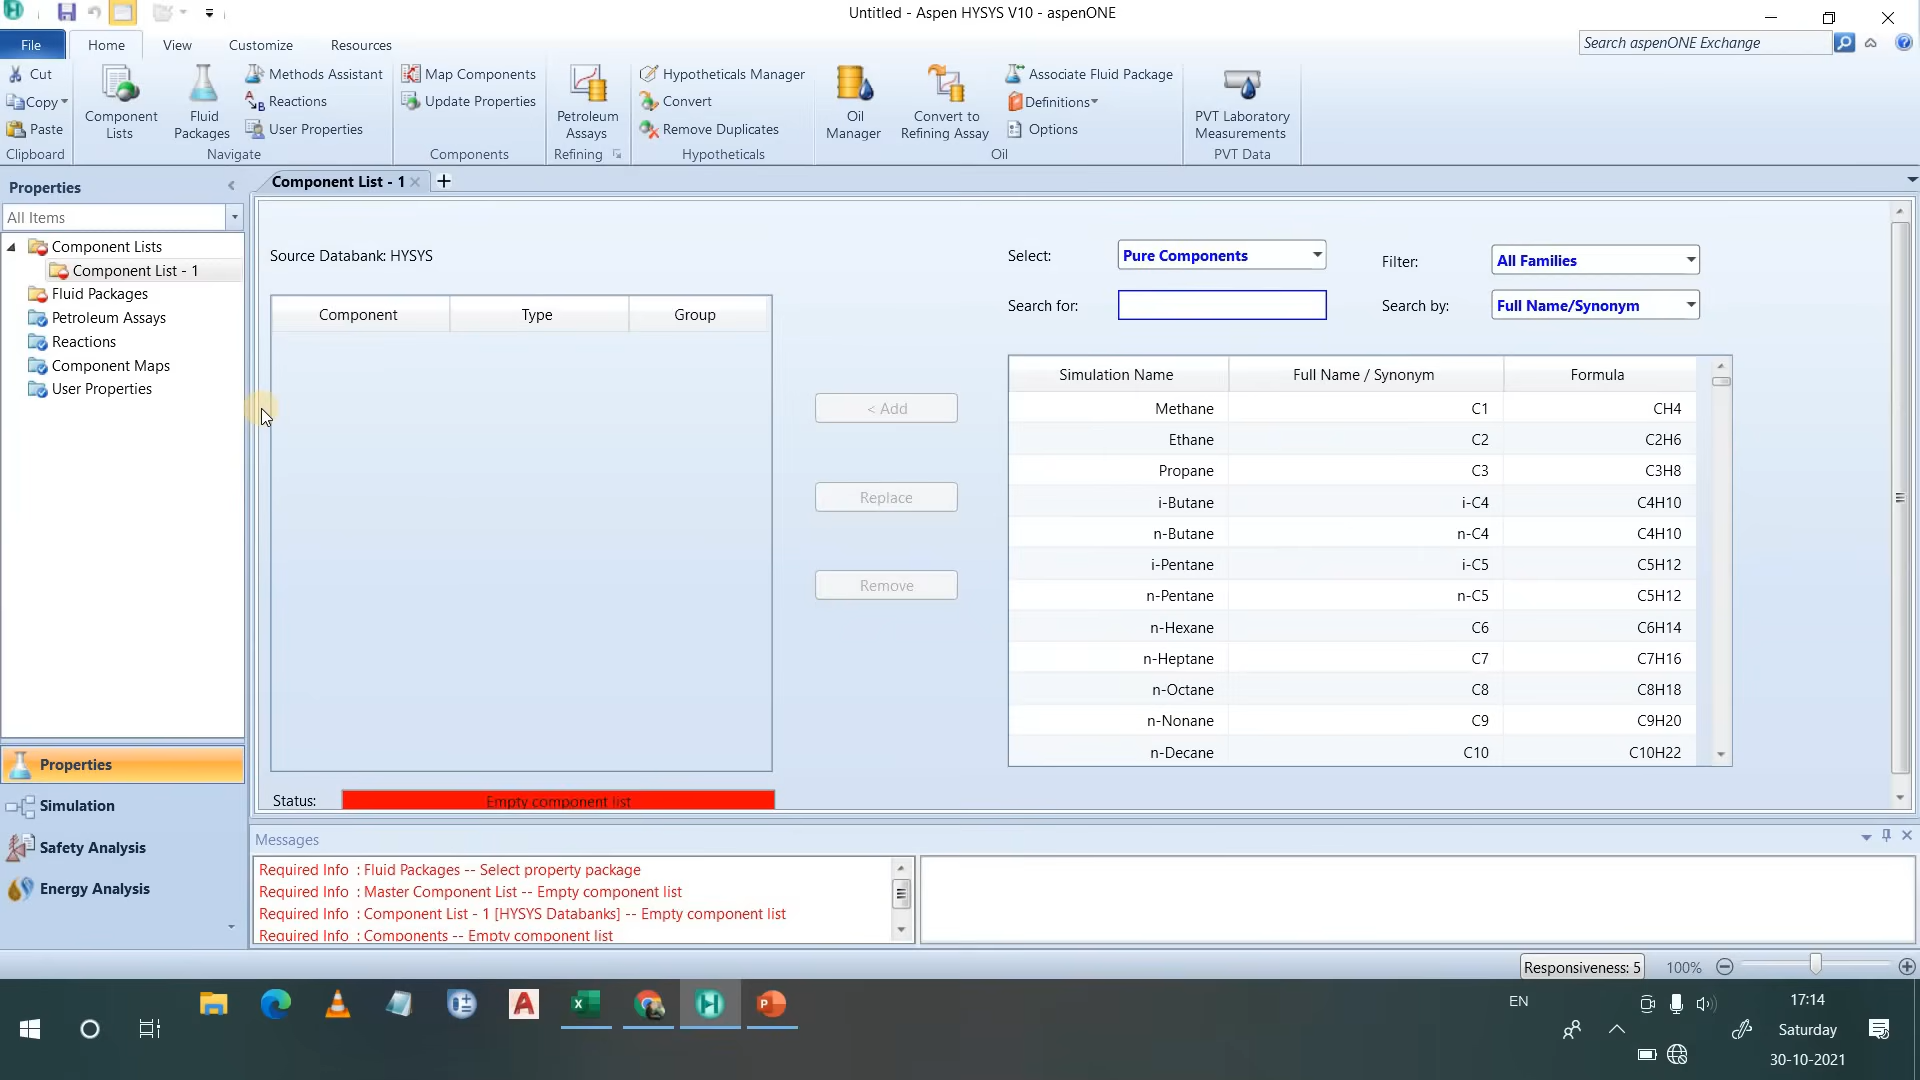 Untitled - Aspen HYSYS V10 - aspenONE
File Home View Customize Resources
Search aspenONE Exchange
Cut
Copy
Paste
Clipboard
Component Lists
Fluid Packages
Methods Assistant
Reactions
User Properties
Navigate
Map Components
Update Properties
Components
Petroleum Assays
Refining
Hypotheticals Manager
Convert
Remove Duplicates
Hypotheticals
Oil Manager
Convert to Refining Assay
Associate Fluid Package
Definitions
Options
Oil
PVT Laboratory Measurements
PVT Data
Properties
All Items
Component Lists
Component List - 1
Fluid Packages
Petroleum Assays
Reactions
Component Maps
User Properties
Properties
Simulation
Safety Analysis
Energy Analysis
Component List - 1
Source Databank: HYSYS
Component Type Group
Select: Pure Components Filter: All Families
Search for: Search by: Full Name/Synonym
< Add
Replace
Remove
Simulation Name Full Name / Synonym Formula
Methane C1 CH4
Ethane C2 C2H6
Propane C3 C3H8
i-Butane i-C4 C4H10
n-Butane n-C4 C4H10
i-Pentane i-C5 C5H12
n-Pentane n-C5 C5H12
n-Hexane C6 C6H14
n-Heptane C7 C7H16
n-Octane C8 C8H18
n-Nonane C9 C9H20
n-Decane C10 C10H22
Status: Empty component list
Messages
Required Info : Fluid Packages -- Select property package
Required Info : Master Component List -- Empty component list
Required Info : Component List - 1 [HYSYS Databanks] -- Empty component list
Required Info : Components -- Empty component list
Responsiveness: 5 100%
EN
17:14
Saturday
30-10-2021